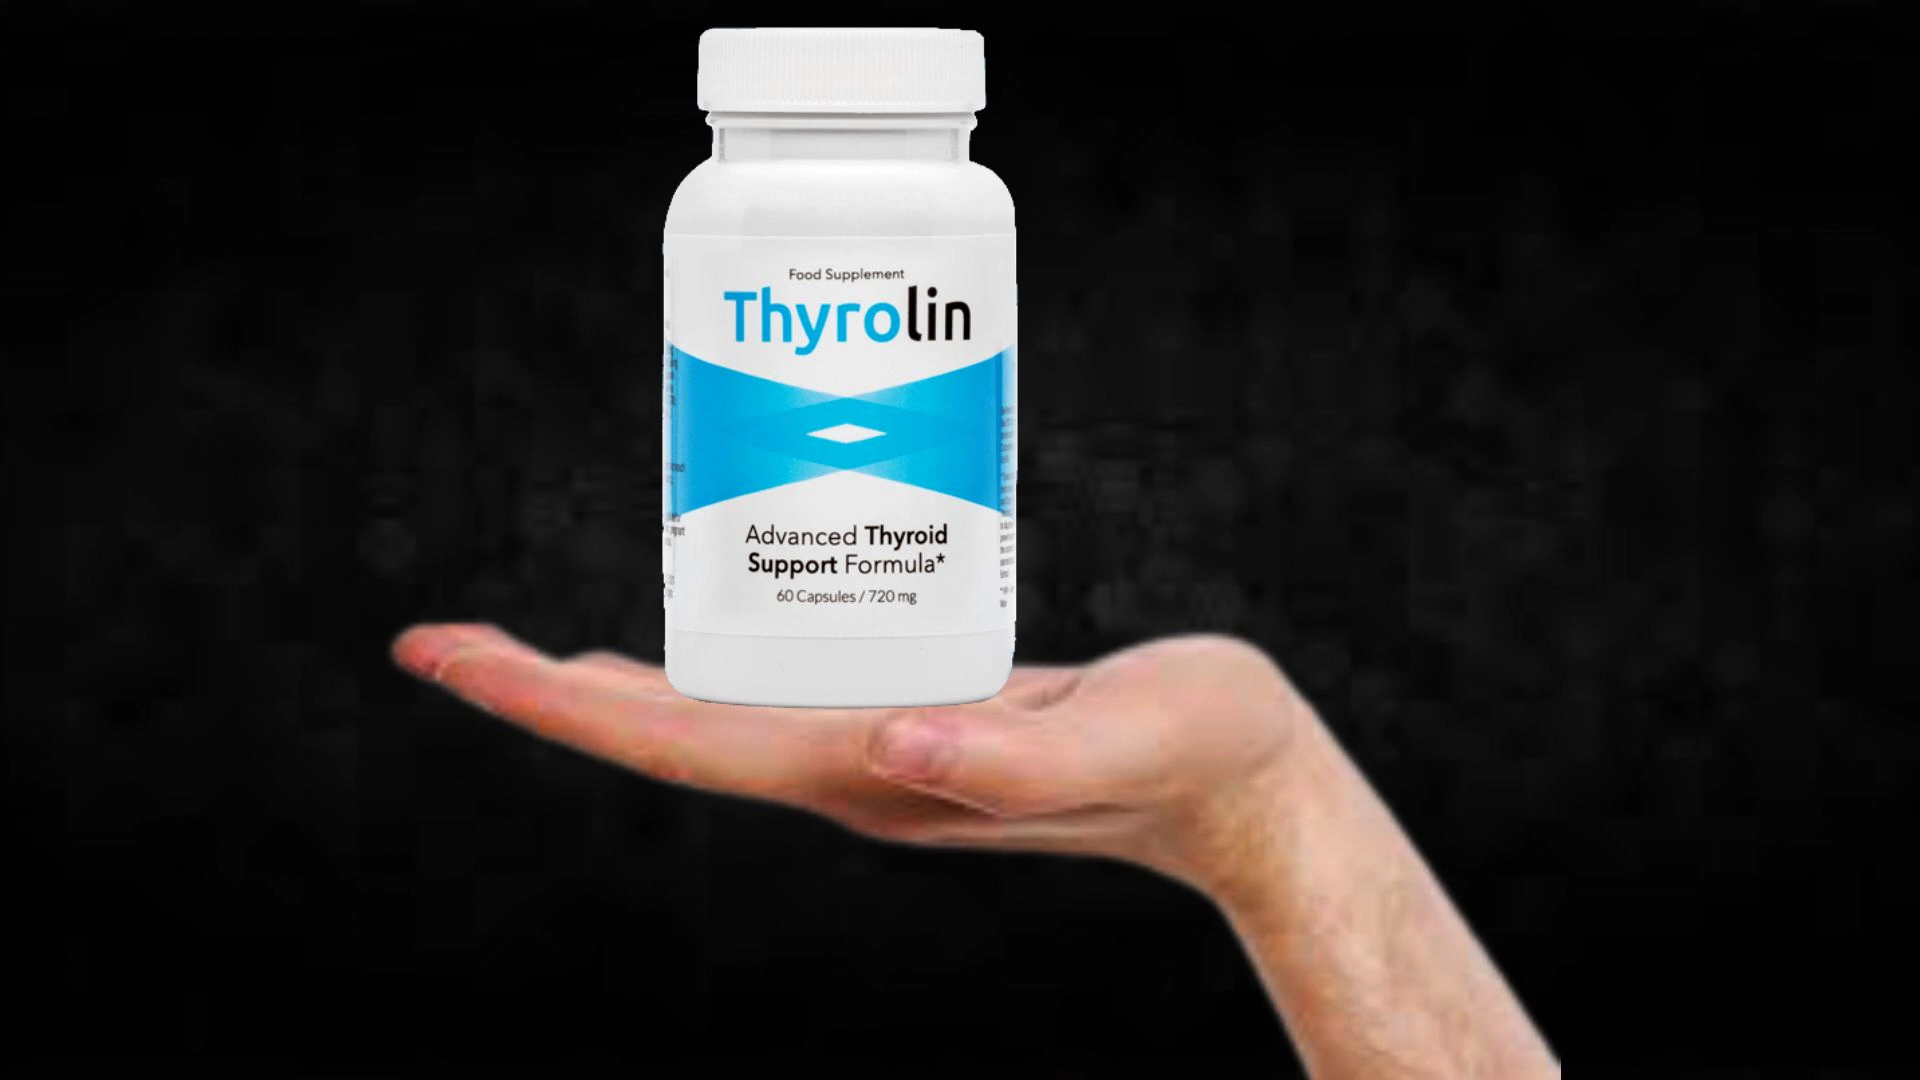 Food Supplement
Thyrolin
Advanced Thyroid
Support Formula*
60 Capsules / 720 mg